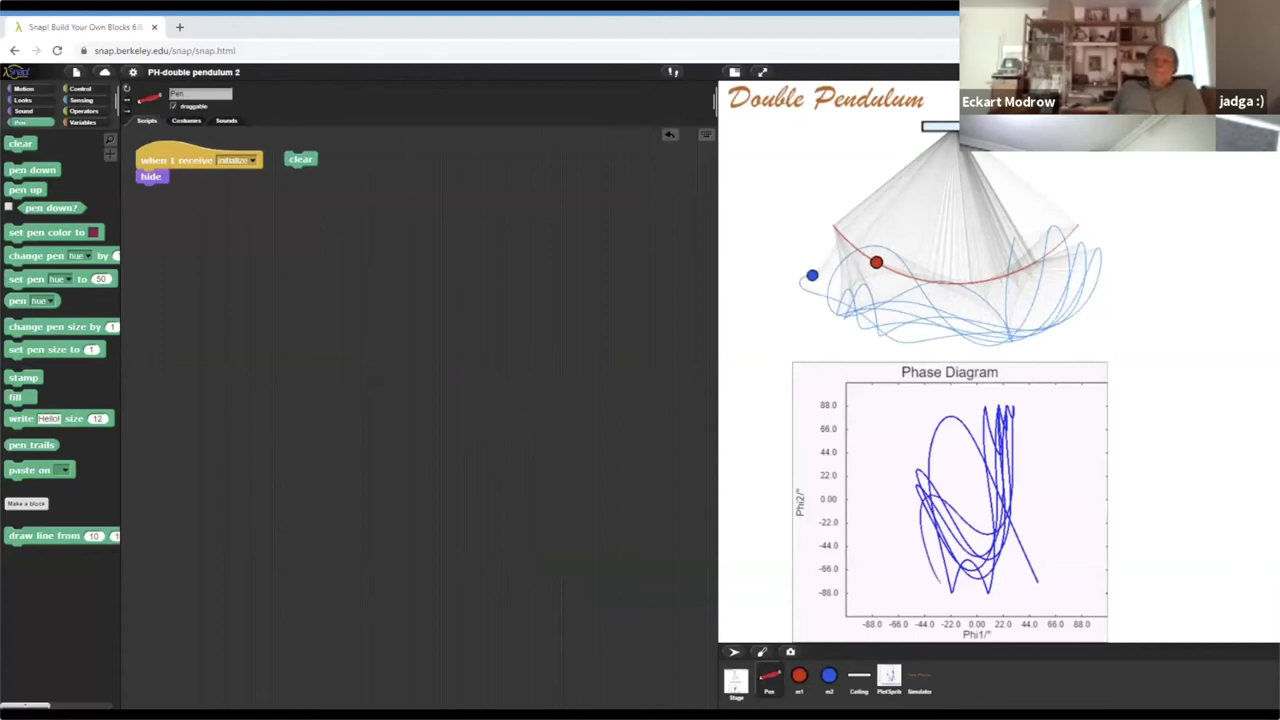 Snap! Build Your Own Blocks 6.0
snap.berkeley.edu/snap/snap.html
Snap!
PH-double pendulum 2
Motion
Control
Looks
Sensing
Sound
Operators
Pen
Variables
clear
pen down
pen up
pen down?
set pen color to
change pen hue by
set pen hue to 50
pen hue
change pen size by 1
set pen size to 1
stamp
fill
write Hello! size 12
pen trails
paste on
Make a block
draw line from 10 1
Pen
draggable
Scripts
Costumes
Sounds
when I receive initialize
hide
clear
Eckart Modrow
jadga :)
Double Pendulum
Phase Diagram
88.0
66.0
44.0
22.0
0.00
-22.0
-44.0
-66.0
-88.0
Phi2/°
-88.0 -66.0 -44.0 -22.0 0.00 22.0 44.0 66.0 88.0
Phi1/°
Stage
Pen
m1
m2
Ceiling
PlotSprite
Simulator